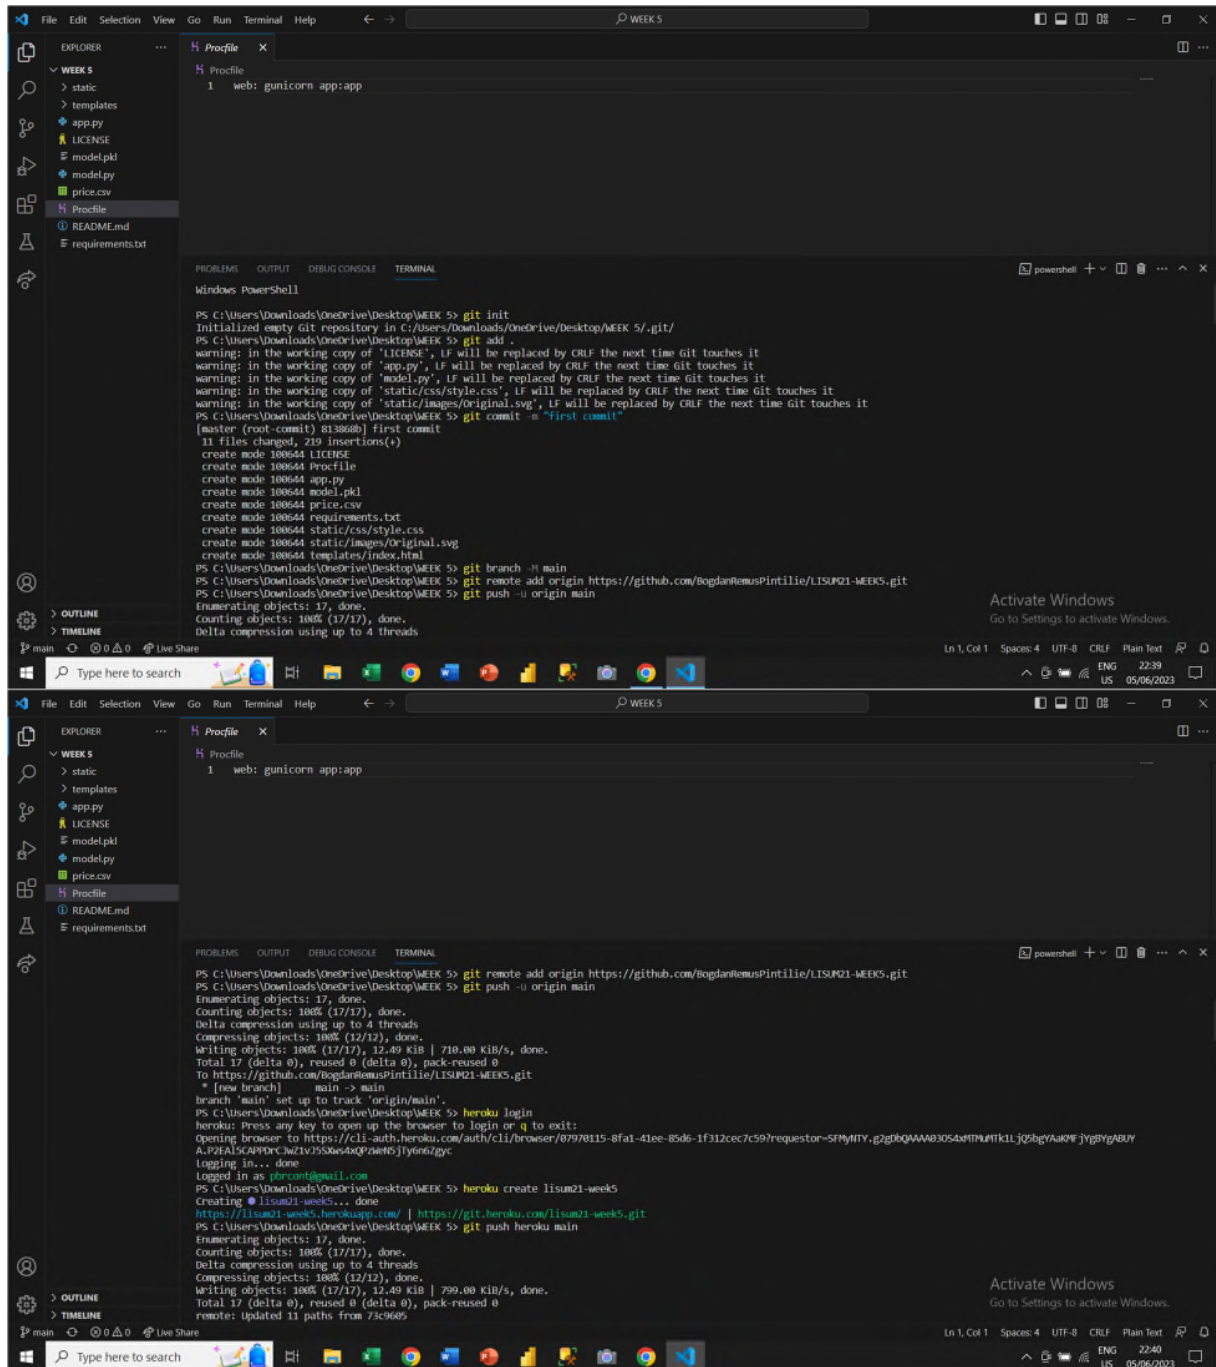 File Edit Selection View Go Run Terminal Help
WEEK 5
EXPLORER
Procfile
WEEK 5
Procfile
static
1 web: gunicorn app:app
templates
app.py
LICENSE
model.pkl
model.py
price.csv
Procfile
README.md
requirements.txt
PROBLEMS OUTPUT DEBUG CONSOLE TERMINAL
powershell
Windows PowerShell
PS C:\Users\Downloads\OneDrive\Desktop\WEEK 5> git init
Initialized empty Git repository in C:/Users/Downloads/OneDrive/Desktop/WEEK 5/.git/
PS C:\Users\Downloads\OneDrive\Desktop\WEEK 5> git add .
warning: in the working copy of 'LICENSE', LF will be replaced by CRLF the next time Git touches it
warning: in the working copy of 'app.py', LF will be replaced by CRLF the next time Git touches it
warning: in the working copy of 'model.py', LF will be replaced by CRLF the next time Git touches it
warning: in the working copy of 'static/css/style.css', LF will be replaced by CRLF the next time Git touches it
warning: in the working copy of 'static/images/Original.svg', LF will be replaced by CRLF the next time Git touches it
PS C:\Users\Downloads\OneDrive\Desktop\WEEK 5> git commit -m "first commit"
[master (root-commit) 813868b] first commit
11 files changed, 219 insertions(+)
create mode 100644 LICENSE
create mode 100644 Procfile
create mode 100644 app.py
create mode 100644 model.pkl
create mode 100644 price.csv
create mode 100644 requirements.txt
create mode 100644 static/css/style.css
create mode 100644 static/images/Original.svg
create mode 100644 templates/index.html
PS C:\Users\Downloads\OneDrive\Desktop\WEEK 5> git branch -M main
PS C:\Users\Downloads\OneDrive\Desktop\WEEK 5> git remote add origin https://github.com/BogdanRemusPintilie/LISUM21-WEEK5.git
PS C:\Users\Downloads\OneDrive\Desktop\WEEK 5> git push -u origin main
Enumerating objects: 17, done.
Counting objects: 100% (17/17), done.
Delta compression using up to 4 threads
Activate Windows
Go to Settings to activate Windows.
OUTLINE
TIMELINE
main 0 0 Live Share
Ln 1, Col 1 Spaces: 4 UTF-8 CRLF Plain Text
Type here to search
ENG US
22:39
05/06/2023
File Edit Selection View Go Run Terminal Help
WEEK 5
EXPLORER
Procfile
WEEK 5
Procfile
static
1 web: gunicorn app:app
templates
app.py
LICENSE
model.pkl
model.py
price.csv
Procfile
README.md
requirements.txt
PROBLEMS OUTPUT DEBUG CONSOLE TERMINAL
powershell
PS C:\Users\Downloads\OneDrive\Desktop\WEEK 5> git remote add origin https://github.com/BogdanRemusPintilie/LISUM21-WEEK5.git
PS C:\Users\Downloads\OneDrive\Desktop\WEEK 5> git push -u origin main
Enumerating objects: 17, done.
Counting objects: 100% (17/17), done.
Delta compression using up to 4 threads
Compressing objects: 100% (12/12), done.
Writing objects: 100% (17/17), 12.49 KiB | 710.00 KiB/s, done.
Total 17 (delta 0), reused 0 (delta 0), pack-reused 0
To https://github.com/BogdanRemusPintilie/LISUM21-WEEK5.git
* [new branch] main -> main
branch 'main' set up to track 'origin/main'.
PS C:\Users\Downloads\OneDrive\Desktop\WEEK 5> heroku login
heroku: Press any key to open up the browser to login or q to exit:
Opening browser to
Logging in... done
Logged in as pbrcont@gmail.com
PS C:\Users\Downloads\OneDrive\Desktop\WEEK 5> heroku create lisum21-week5
Creating lisum21-week5... done
https://lisum21-week5.herokuapp.com/ | https://git.heroku.com/lisum21-week5.git
PS C:\Users\Downloads\OneDrive\Desktop\WEEK 5> git push heroku main
Enumerating objects: 17, done.
Counting objects: 100% (17/17), done.
Delta compression using up to 4 threads
Compressing objects: 100% (12/12), done.
Writing objects: 100% (17/17), 12.49 KiB | 799.00 KiB/s, done.
Total 17 (delta 0), reused 0 (delta 0), pack-reused 0
remote: Updated 11 paths from 73c9605
Activate Windows
Go to Settings to activate Windows.
OUTLINE
TIMELINE
main 0 0 Live Share
Ln 1, Col 1 Spaces: 4 UTF-8 CRLF Plain Text
Type here to search
ENG US
22:40
05/06/2023